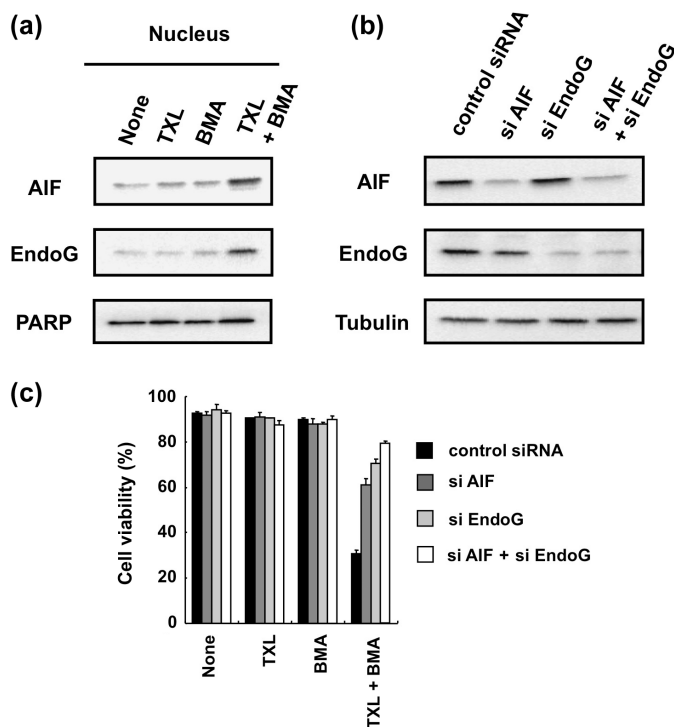 (a)
Nucleus
None
TXL
BMA
TXL
+ BMA
AIF
EndoG
PARP
(b)
control siRNA
si AIF
si EndoG
si AIF
+ si EndoG
AIF
EndoG
Tubulin
(c)
Cell viability (%)
100
80
60
40
20
0
None
TXL
BMA
TXL + BMA
control siRNA
si AIF
si EndoG
si AIF + si EndoG